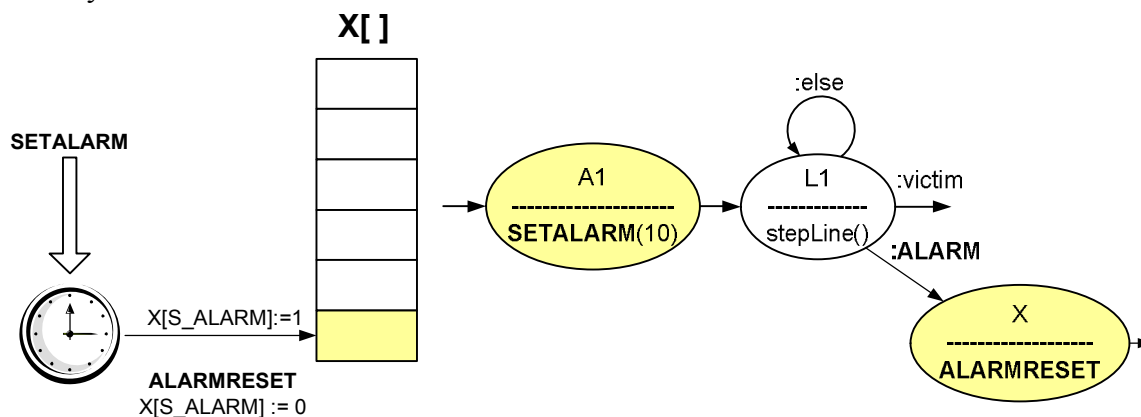 X[ ]
SETALARM
X[S_ALARM]:=1
ALARMRESET
X[S_ALARM] := 0
A1
SETALARM(10)
:else
L1
stepLine()
:victim
:ALARM
X
ALARMRESET